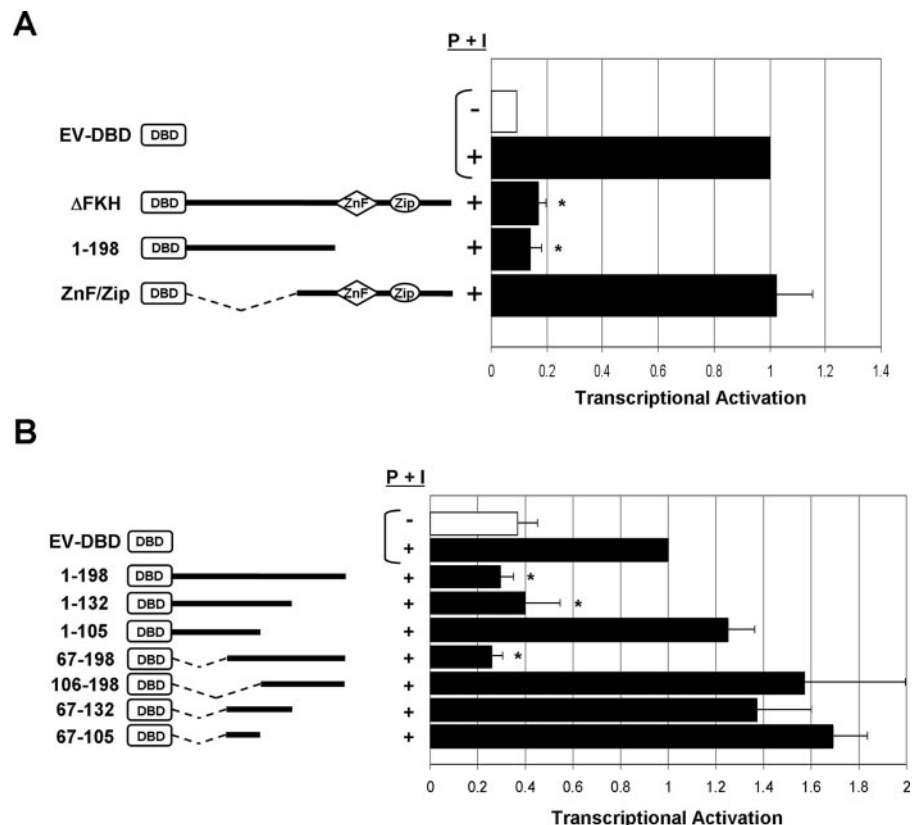 A
P + I
-
EV-DBD DBD
+
ΔFKH DBD ZnF Zip + *
1-198 DBD + *
ZnF/Zip DBD ZnF Zip +
0 0.2 0.4 0.6 0.8 1 1.2 1.4
Transcriptional Activation
B
P + I
-
EV-DBD DBD
+
1-198 DBD + *
1-132 DBD + *
1-105 DBD +
67-198 DBD + *
106-198 DBD +
67-132 DBD +
67-105 DBD +
0 0.2 0.4 0.6 0.8 1 1.2 1.4 1.6 1.8 2
Transcriptional Activation